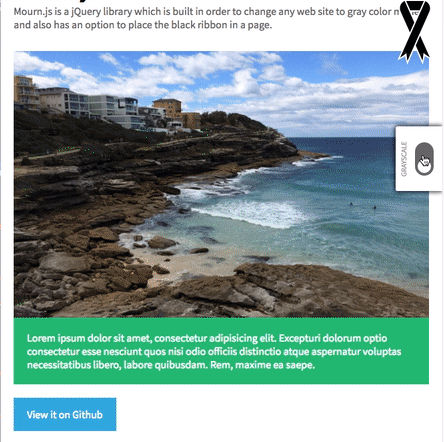 Mourn.js is a jQuery library which is built in order to change any web site to gray color
and also has an option to place the black ribbon in a page.
GRAYSCALE
Lorem ipsum dolor sit amet, consectetur adipisicing elit. Excepturi dolorum optio
consectetur esse nesciunt quos nisi odio officiis distinctio atque aspernatur voluptas
necessitatibus libero, labore quibusdam. Rem, maxime ea saepe.
View it on Github